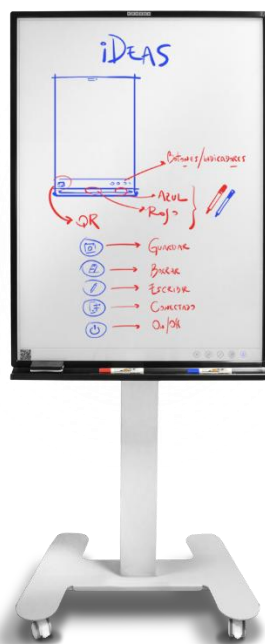 iDEAS
Botones/indicadores
AZUL
Rojo
QR
GUARDAR
BORRAR
ESCRIBIR
CONECTADO
On/Off